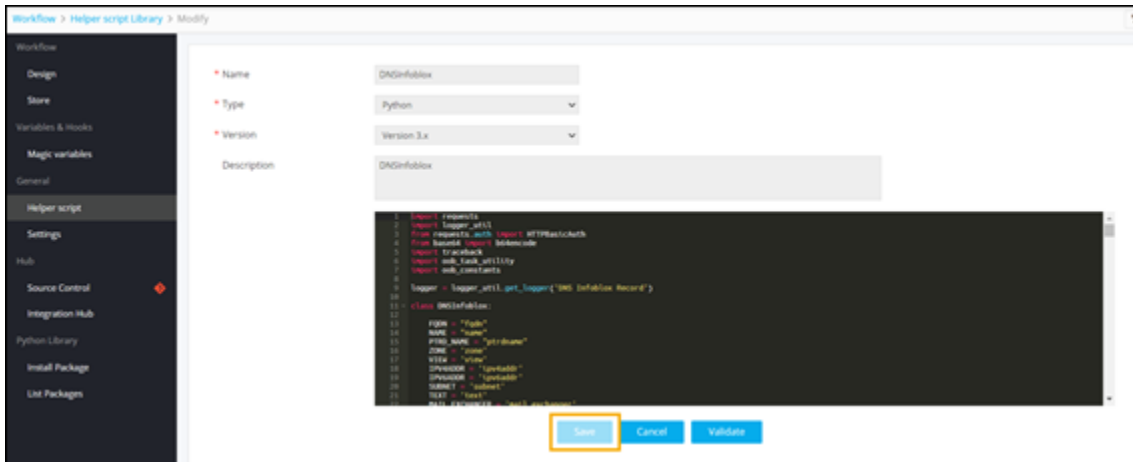 Workflow > Helper script Library > Modify
Workflow
Design
Store
Variables & Hooks
Magic variables
General
Helper script
Settings
Hub
Source Control
Integration Hub
Python Library
Install Package
List Packages
* Name DNSInfoblox
* Type Python
* Version Version 3.x
Description DNSInfoblox
1 import requests
2 import logger_util
3 from requests.auth import HTTPBasicAuth
4 from base64 import b64encode
5 import traceback
6 import oob_task_utility
7 import oob_constants
8
9 logger = logger_util.get_logger('DNS Infoblox Record')
10
11 class DNSInfoblox:
12
13 FQDN = "fqdn"
14 NAME = "name"
15 PTRD_NAME = "ptrdname"
16 ZONE = 'zone'
17 VIEW = 'view'
18 IPV4ADDR = 'ipv4addr'
19 IPV6ADDR = 'ipv6addr'
20 SUBNET = 'subnet'
21 TEXT = 'text'
22 MAIL_EXCHANGER = 'mail_exchanger'
Save Cancel Validate